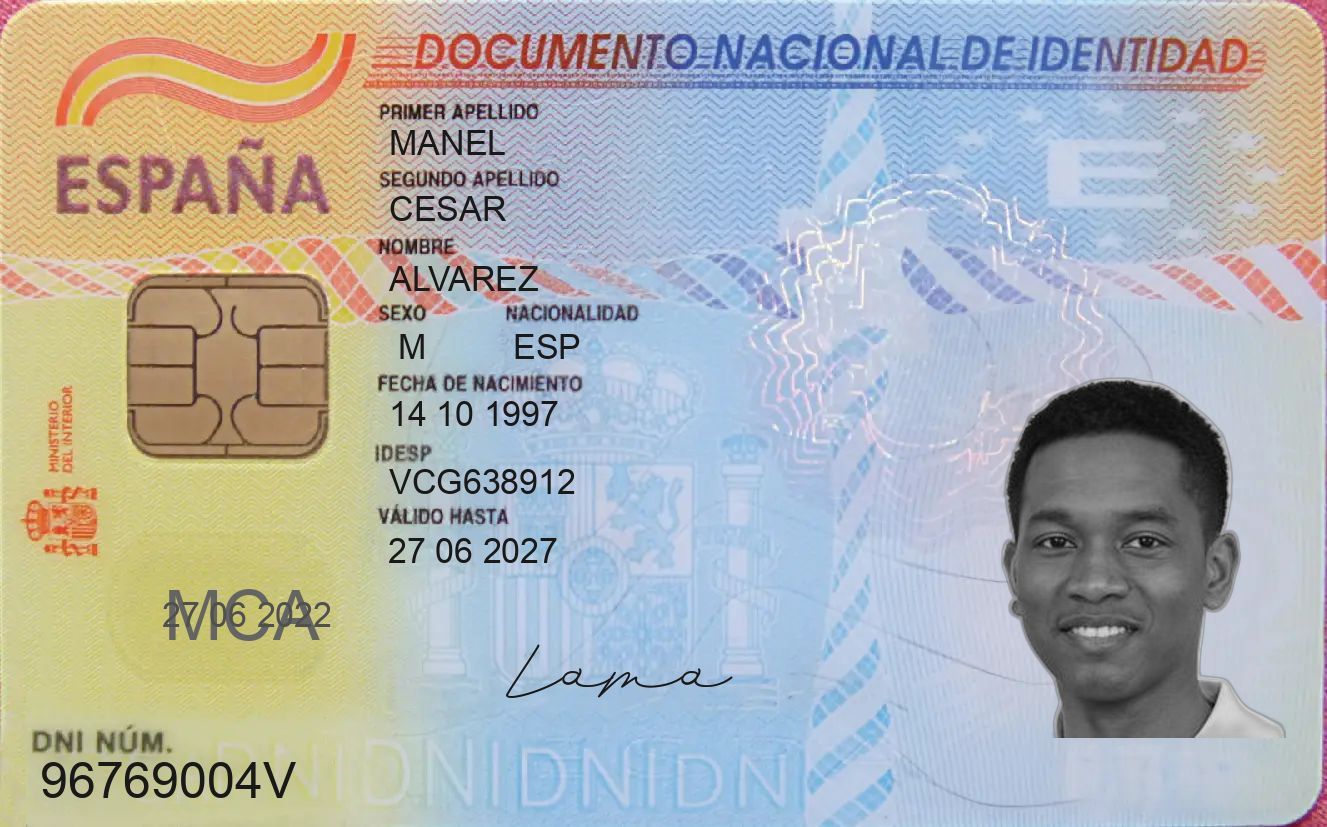 DOCUMENTO NACIONAL DE IDENTIDAD
ESPAÑA
E
PRIMER APELLIDO
MANEL
SEGUNDO APELLIDO
CESAR
NOMBRE
ALVAREZ
SEXO NACIONALIDAD
M ESP
FECHA DE NACIMIENTO
14 10 1997
IDESP
VCG638912
VÁLIDO HASTA
27 06 2027
MINISTERIO
DEL INTERIOR
MCA
27 06 2022
Lama
DNI NÚM.
96769004V
DNIDNIDNIDNI